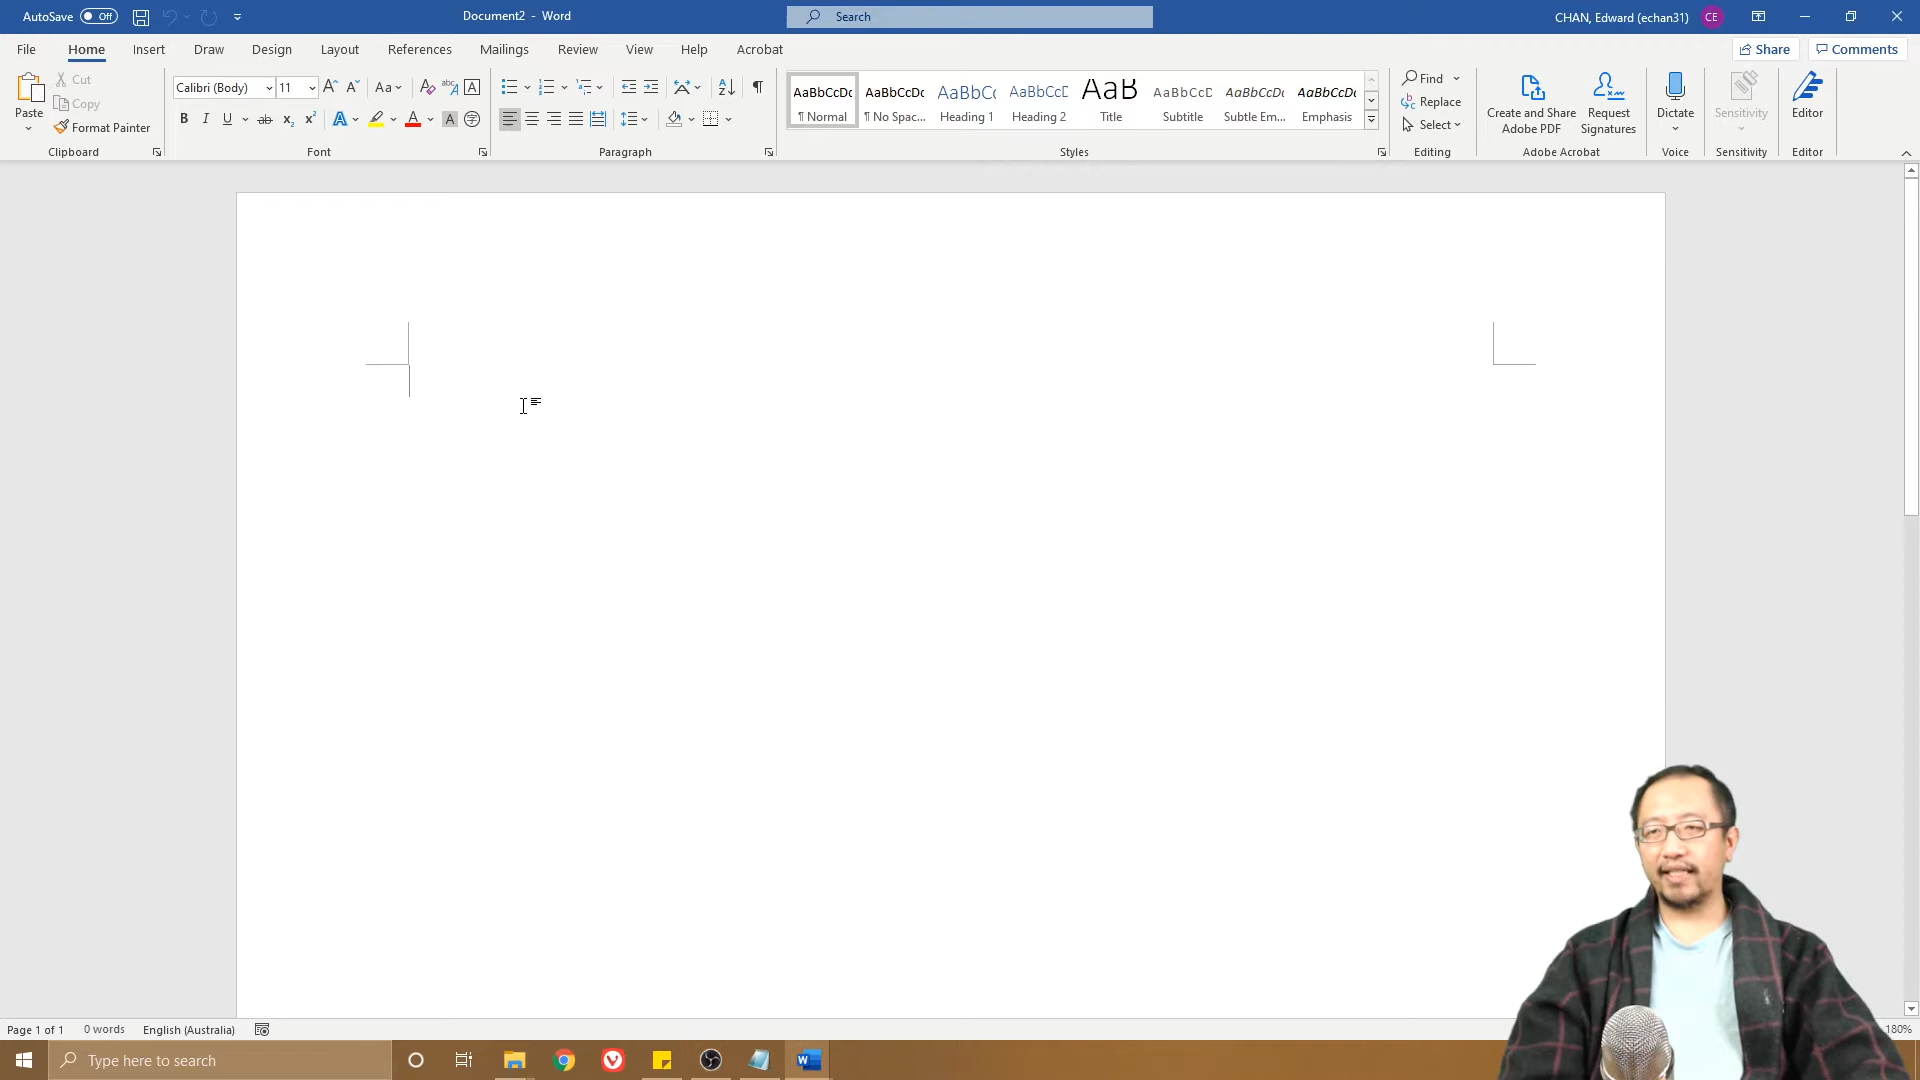 AutoSave Off Document2 - Word Search CHAN, Edward (echan31) CE
File Home Insert Draw Design Layout References Mailings Review View Help Acrobat Share Comments
Paste Cut Copy Format Painter Clipboard
Calibri (Body) 11 Aa Font
Paragraph
AaBbCcDc ¶ Normal
AaBbCcDc ¶ No Spac...
AaBbCc Heading 1
AaBbCcD Heading 2
AaB Title
AaBbCcD Subtitle
AaBbCcDc Subtle Em...
AaBbCcDc Emphasis
Styles
Find Replace Select Editing
Create and Share Adobe PDF Request Signatures Adobe Acrobat
Dictate Voice
Sensitivity Sensitivity
Editor Editor
Page 1 of 1 0 words English (Australia) 180%
Type here to search